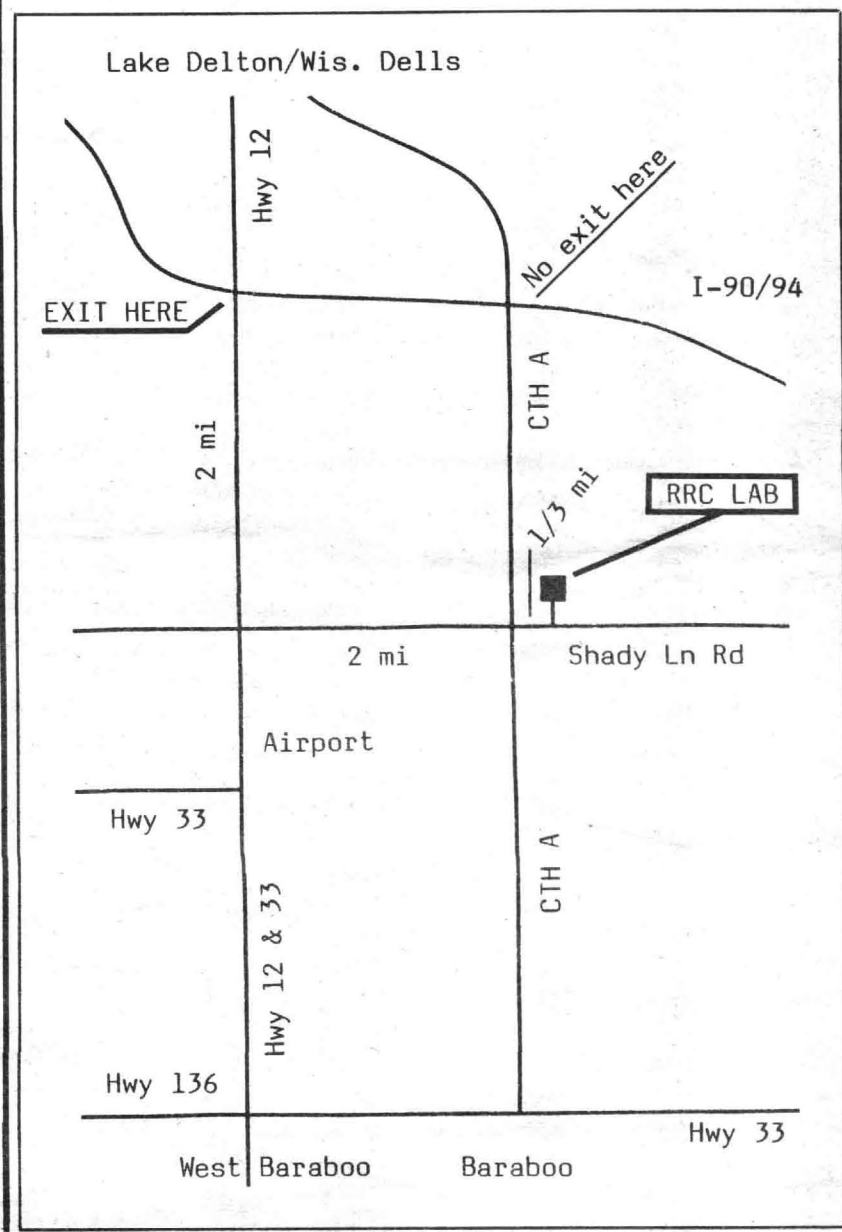 Lake Delton/Wis. Dells
Hwy 12
No exit here
I-90/94
EXIT HERE
CTH A
2 mi
1/3 mi
RRC LAB
2 mi
Shady Ln Rd
Airport
Hwy 33
CTH A
Hwy 12 & 33
Hwy 136
Hwy 33
West Baraboo
Baraboo